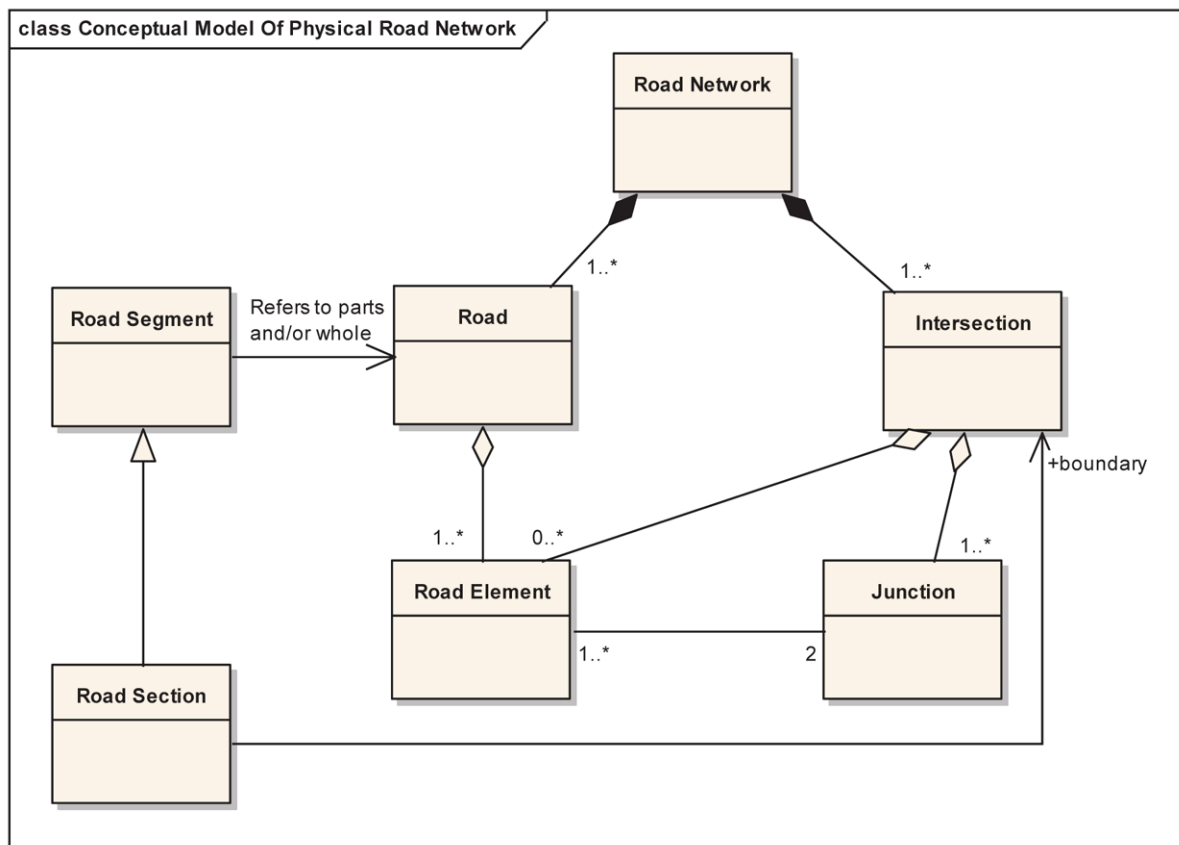 class Conceptual Model Of Physical Road Network
Road Network
1..*
1..*
Road Segment
Refers to parts
and/or whole
Road
Intersection
+boundary
1..*
0..*
1..*
Road Element
Junction
1..*
2
Road Section